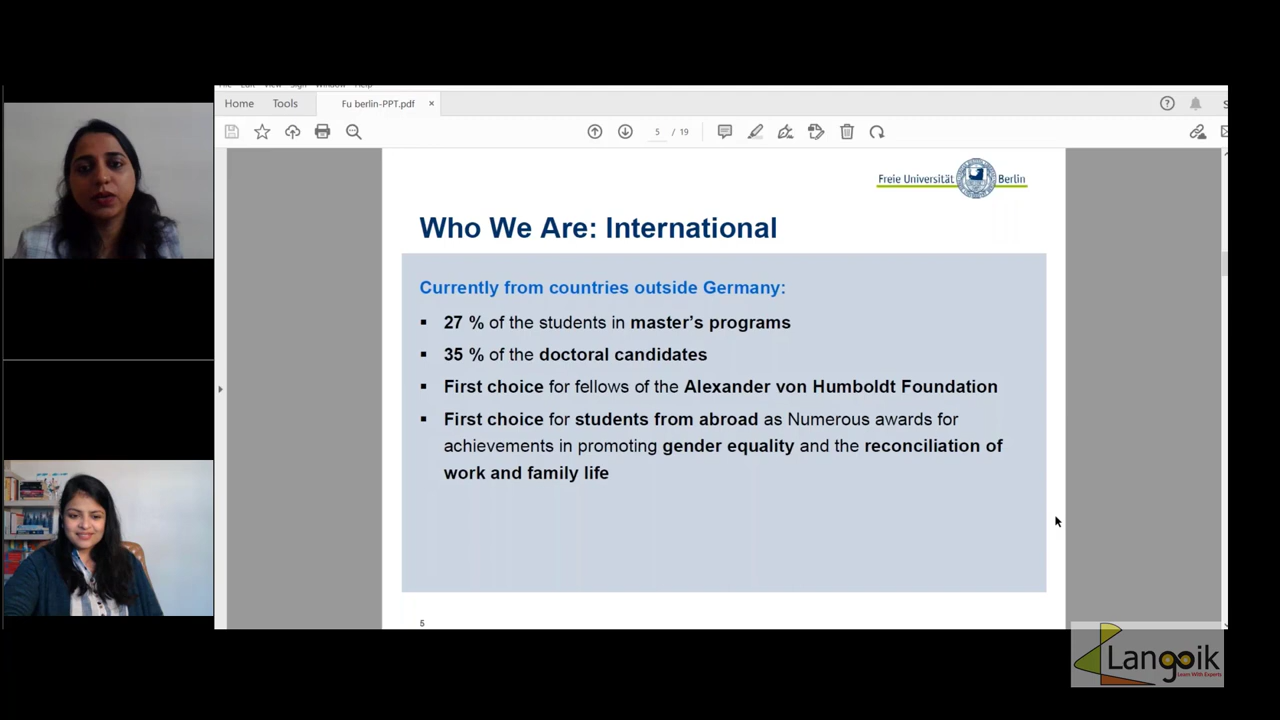 Home Tools Fu berlin-PPT.pdf ×
5 / 19
Freie Universität Berlin
Who We Are: International
Currently from countries outside Germany:
▪ 27 % of the students in master's programs
▪ 35 % of the doctoral candidates
▪ First choice for fellows of the Alexander von Humboldt Foundation
▪ First choice for students from abroad as Numerous awards for
achievements in promoting gender equality and the reconciliation of
work and family life
5
Langoik
Learn With Experts